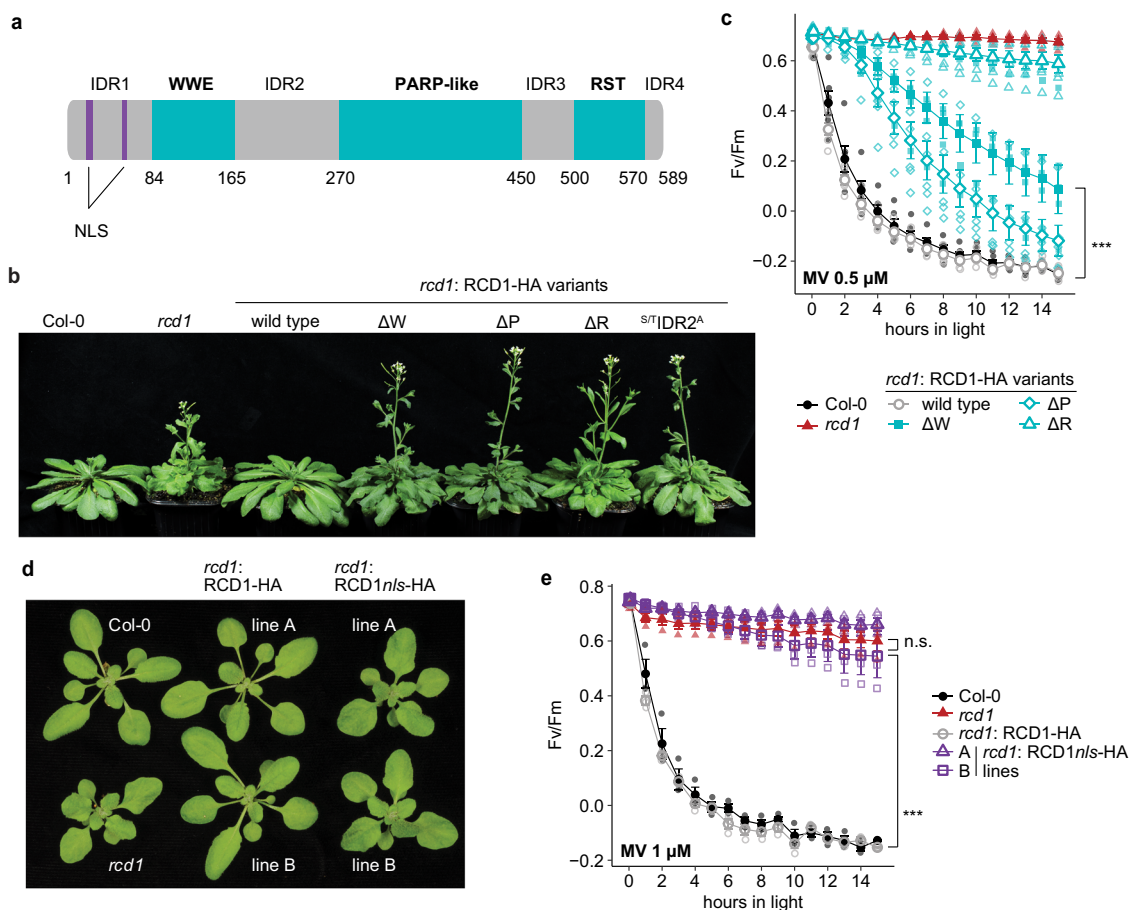 a
IDR1 WWE IDR2 PARP-like IDR3 RST IDR4
1 84 165 270 450 500 570 589
NLS
b
rcd1: RCD1-HA variants
Col-0 rcd1 wild type ΔW ΔP ΔR S/TIDR2A
c
Fv/Fm
0.6
0.4
0.2
0.0
−0.2
MV 0.5 µM
***
0 2 4 6 8 10 12 14
hours in light
rcd1: RCD1-HA variants
Col-0 wild type ΔP
rcd1 ΔW ΔR
d
rcd1: rcd1:
RCD1-HA RCD1nls-HA
Col-0 line A line A
rcd1 line B line B
e
Fv/Fm
0.8
0.6
0.4
0.2
0.0
−0.2
n.s.
***
MV 1 µM
0 2 4 6 8 10 12 14
hours in light
Col-0
rcd1
rcd1: RCD1-HA
A rcd1: RCD1nls-HA
B lines